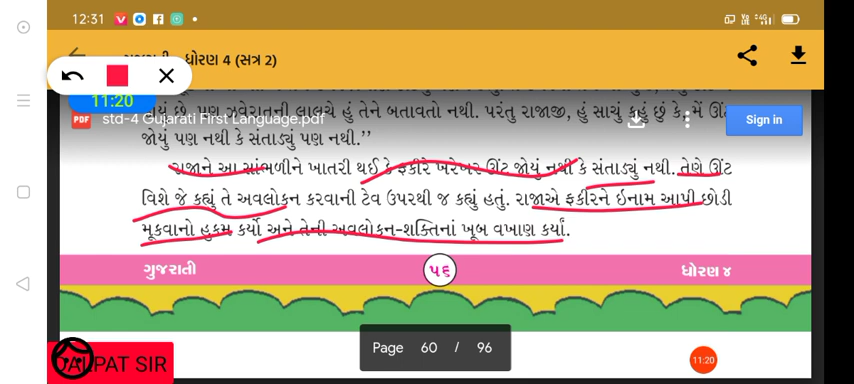 12:31
ગુજરાતી ધોરણ 4 (સત્ર 2)
11:20
છે. પણ ઝવેરાતની લાલચે હું તેને બતાવતો નથી. પરંતુ રાજાજી, હું સાચું કહું છું કે, મેં ઊંટ
PDF std-4 Gujarati First Language.pdf
Sign in
જોયું પણ નથી કે સંતાડ્યું પણ નથી.’’
રાજાને આ સાંભળીને ખાતરી થઈ કે ફકીરે ખરેખર ઊંટ જોયું નથી કે સંતાડ્યું નથી. તેણે ઊંટ
વિશે જે કહ્યું તે અવલોકન કરવાની ટેવ ઉપરથી જ કહ્યું હતું. રાજાએ ફકીરને ઇનામ આપી છોડી
મૂકવાનો હુકમ કર્યો અને તેની અવલોકન-શક્તિનાં ખૂબ વખાણ કર્યાં.
ગુજરાતી ૫૬ ધોરણ ૪
Page 60 / 96
11:20
DALPAT SIR